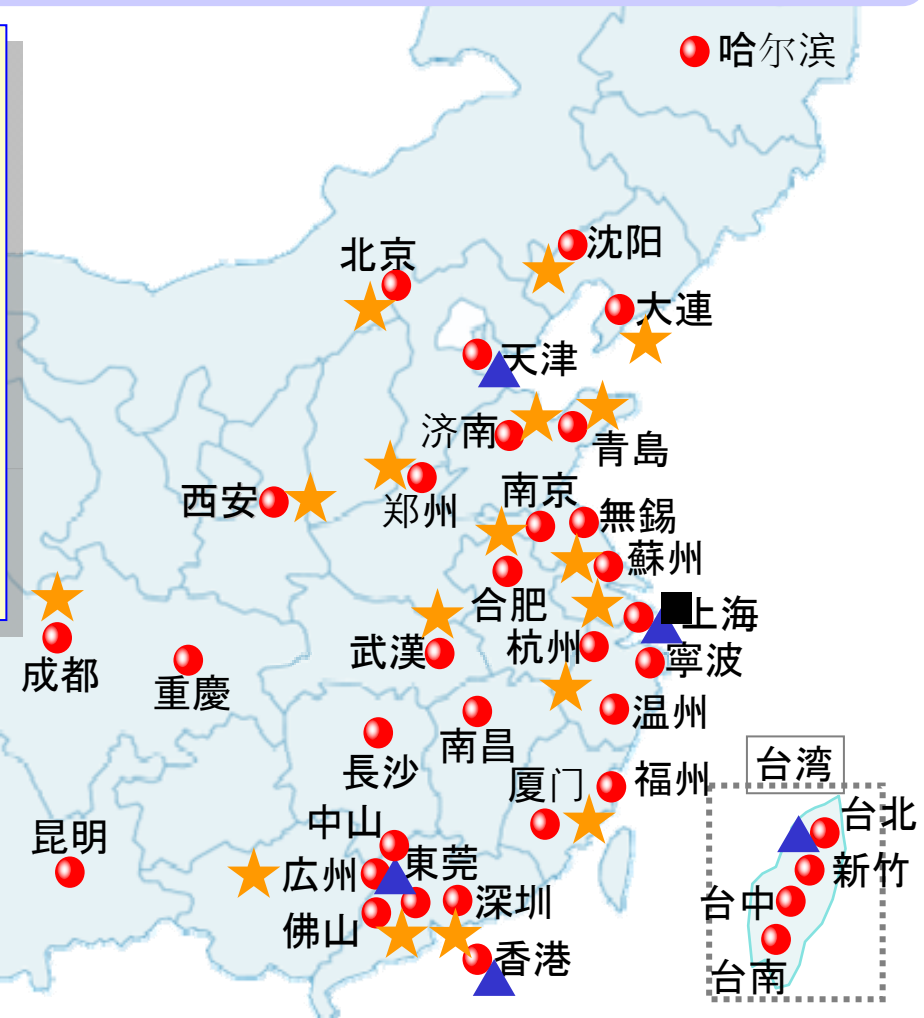 哈尔滨
沈阳
北京
大連
天津
済南
青島
西安
郑州
南京
無錫
蘇州
合肥
上海
杭州
武漢
寧波
成都
重慶
温州
南昌
長沙
台湾
厦门
福州
中山
台北
昆明
東莞
広州
新竹
深圳
台中
佛山
香港
台南